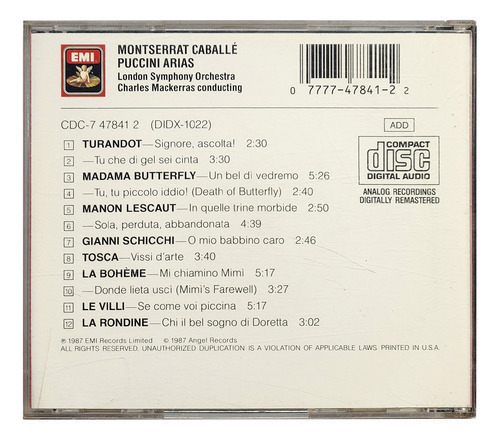 EMI
MONTSERRAT CABALLÉ
PUCCINI ARIAS
London Symphony Orchestra
Charles Mackerras conducting
0 7777-47841-2 2
CDC-7 47841 2 (DIDX-1022)
1 TURANDOT—Signore, ascolta! 2:30
2 —Tu che di gel sei cinta 3:30
3 MADAMA BUTTERFLY—Un bel di vedremo 5:26
4 —Tu, tu piccolo iddio! (Death of Butterfly) 2:40
5 MANON LESCAUT—In quelle trine morbide 2:50
6 —Sola, perduta, abbandonata 4:39
7 GIANNI SCHICCHI—O mio babbino caro 2:46
8 TOSCA—Vissi d'arte 3:40
9 LA BOHÈME—Mi chiamino Mimì 5:17
10 —Donde lieta usci (Mimi's Farewell) 3:27
11 LE VILLI—Se come voi piccina 5:17
12 LA RONDINE—Chi il bel sogno di Doretta 3:02
ADD
COMPACT
disc
DIGITAL AUDIO
ANALOG RECORDINGS
DIGITALLY REMASTERED
℗ 1987 EMI Records Limited © 1987 Angel Records
ALL RIGHTS RESERVED. UNAUTHORIZED DUPLICATION IS A VIOLATION OF APPLICABLE LAWS. PRINTED IN U.S.A.